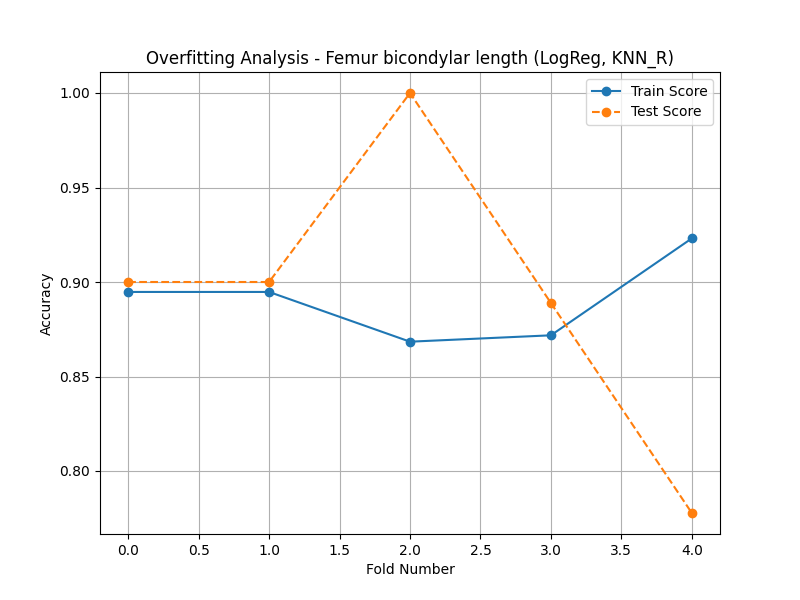 Overfitting Analysis - Femur bicondylar length (LogReg, KNN_R)
Train Score
Test Score
1.00
0.95
0.90
0.85
0.80
Accuracy
0.0 0.5 1.0 1.5 2.0 2.5 3.0 3.5 4.0
Fold Number